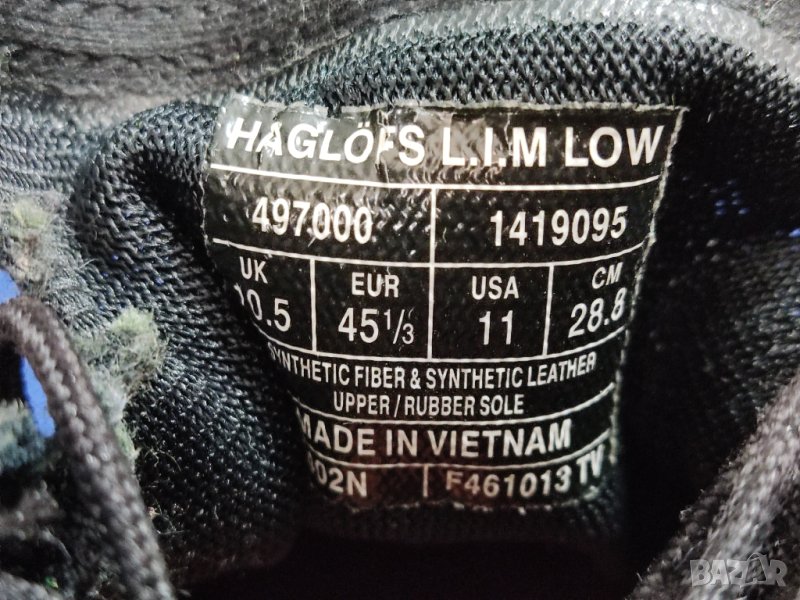 HAGLÖFS L.I.M LOW
497000 1419095
UK EUR USA CM
10.5 45 1/3 11 28.8
SYNTHETIC FIBER & SYNTHETIC LEATHER
UPPER / RUBBER SOLE
MADE IN VIETNAM
02N F461013 TV
BAZAR